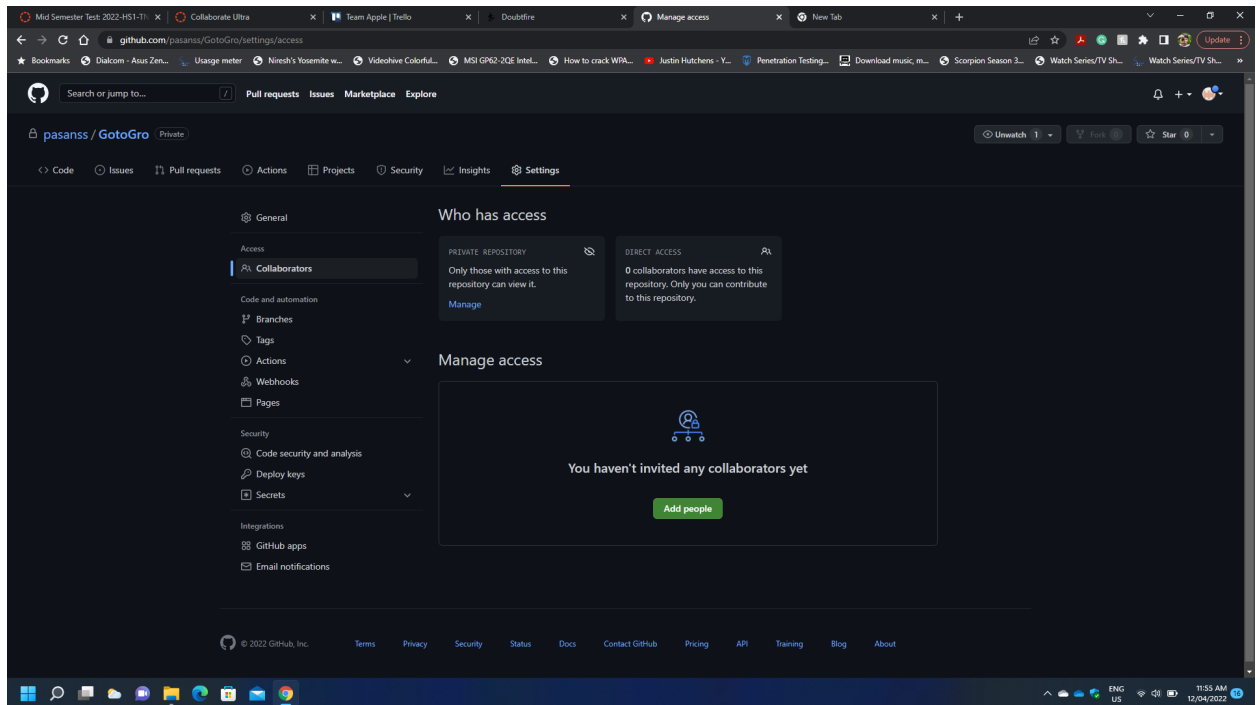 Mid Semester Test: 2022-HS1-TN
Collaborate Ultra
Team Apple | Trello
Doubtfire
Manage access
New Tab
github.com/pasanss/GotoGro/settings/access
Update
Bookmarks
Dialcom - Asus Zen...
Usasge meter
Niresh's Yosemite w...
Videohive Colorful...
MSI GP62-2QE Intel...
How to crack WPA...
Justin Hutchens - Y...
Penetration Testing...
Download music, m...
Scorpion Season 3...
Watch Series/TV Sh...
Watch Series/TV Sh...
»
Search or jump to...
/
Pull requests Issues Marketplace Explore
pasanss / GotoGro Private
Unwatch 1
Fork 0
Star 0
<> Code
Issues
Pull requests
Actions
Projects
Security
Insights
Settings
General
Access
Collaborators
Code and automation
Branches
Tags
Actions
Webhooks
Pages
Security
Code security and analysis
Deploy keys
Secrets
Integrations
GitHub apps
Email notifications
Who has access
PRIVATE REPOSITORY
Only those with access to this
repository can view it.
Manage
DIRECT ACCESS
0 collaborators have access to this
repository. Only you can contribute
to this repository.
Manage access
You haven't invited any collaborators yet
Add people
© 2022 GitHub, Inc.
Terms
Privacy
Security
Status
Docs
Contact GitHub
Pricing
API
Training
Blog
About
ENG
US
11:55 AM
12/04/2022
16